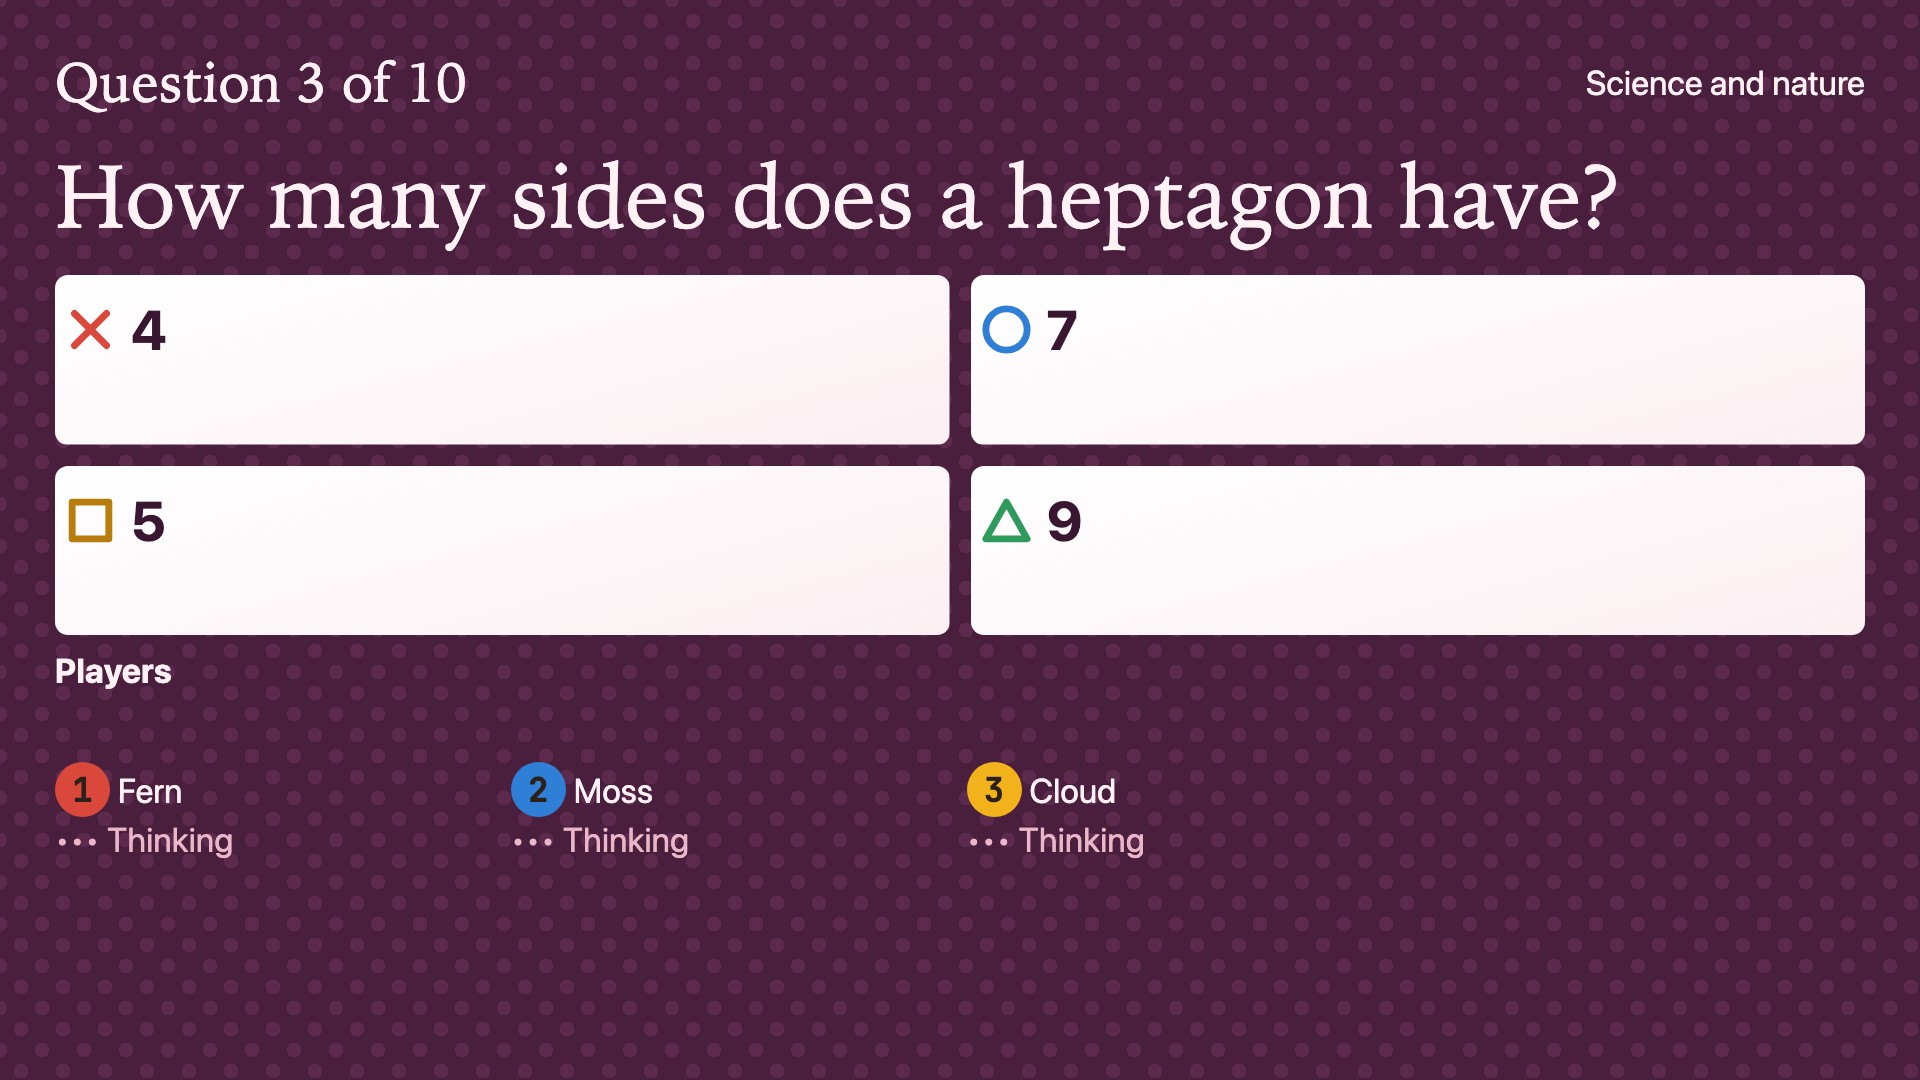 Question 3 of 10
Science and nature
How many sides does a heptagon have?
4
7
5
9
Players
1 Fern
Thinking
2 Moss
Thinking
3 Cloud
Thinking